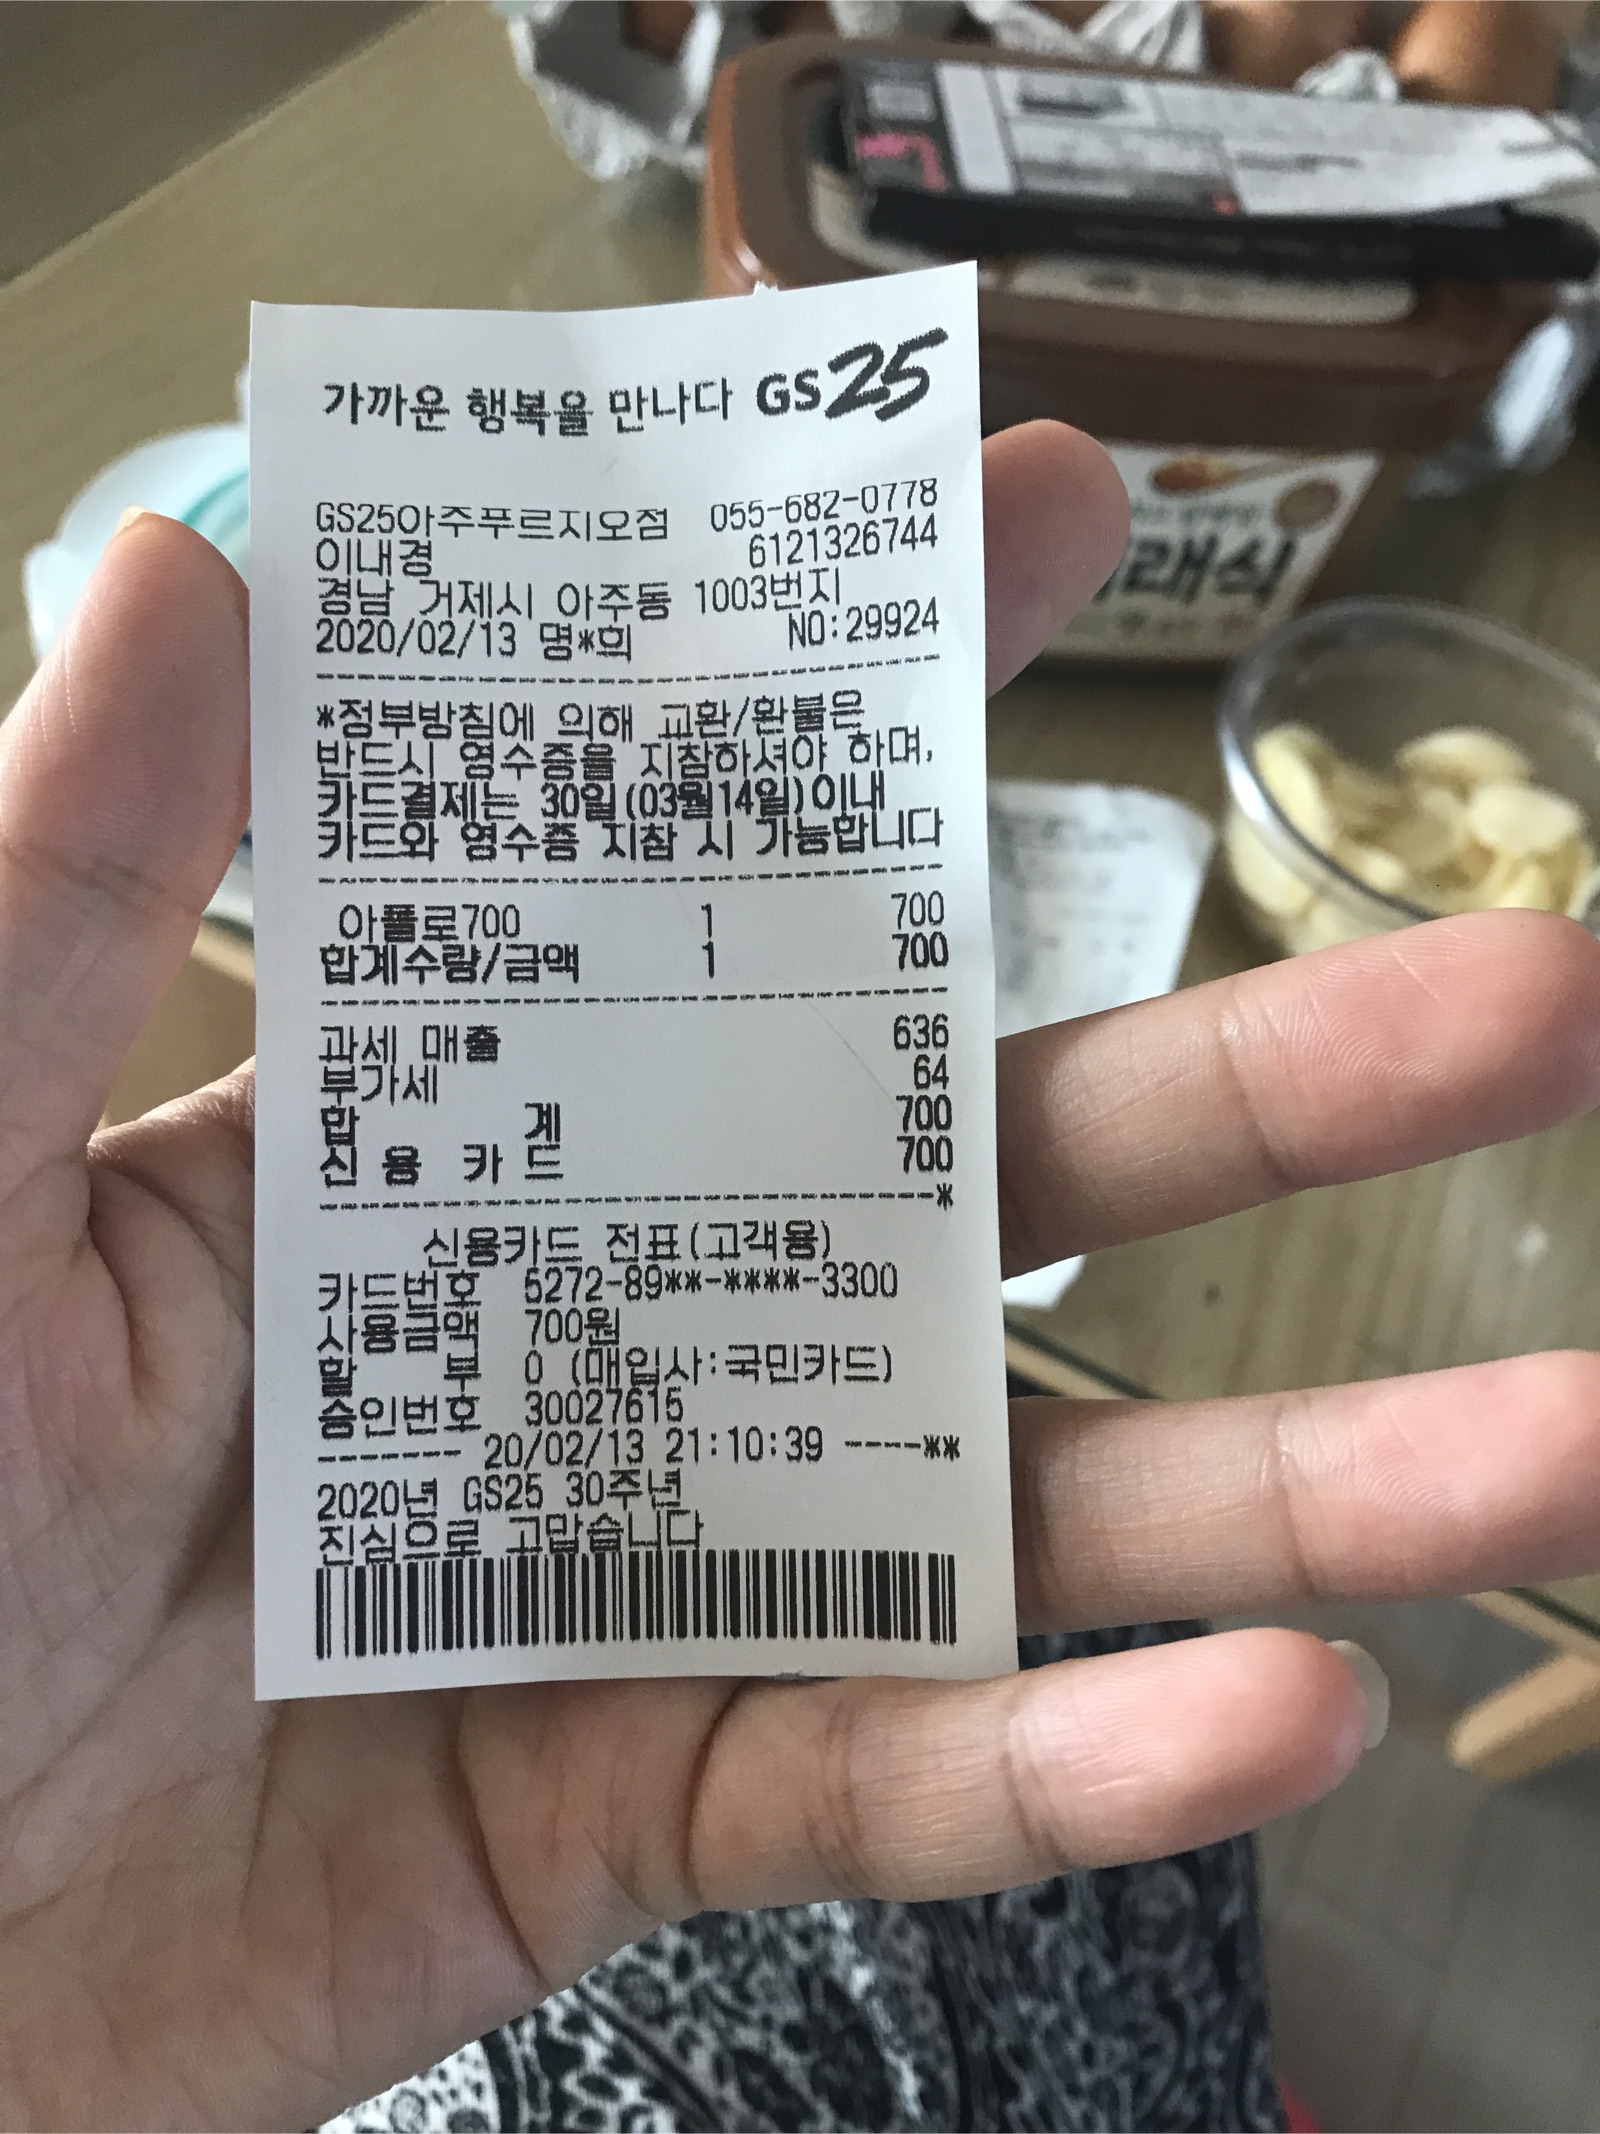 가까운 행복을 만나다 GS25
GS25아주푸르지오점 055-682-0778
이내경 6121326744
경남 거제시 아주동 1003번지
2020/02/13 명*희 NO:29924
*정부방침에 의해 교환/환불은
반드시 영수증을 지참하셔야 하며,
카드결제는 30일(03월14일)이내
카드와 영수증 지참 시 가능합니다
아폴로700 1 700
합계수량/금액 1 700
과세 매출 636
부가세 64
합 계 700
신 용 카 드 700
------------------------------*
신용카드 전표(고객용)
카드번호 5272-89**-****-3300
사용금액 700원
할 부 0 (매입사:국민카드)
승인번호 30027615
------- 20/02/13 21:10:39 ----**
2020년 GS25 30주년
진심으로 고맙습니다